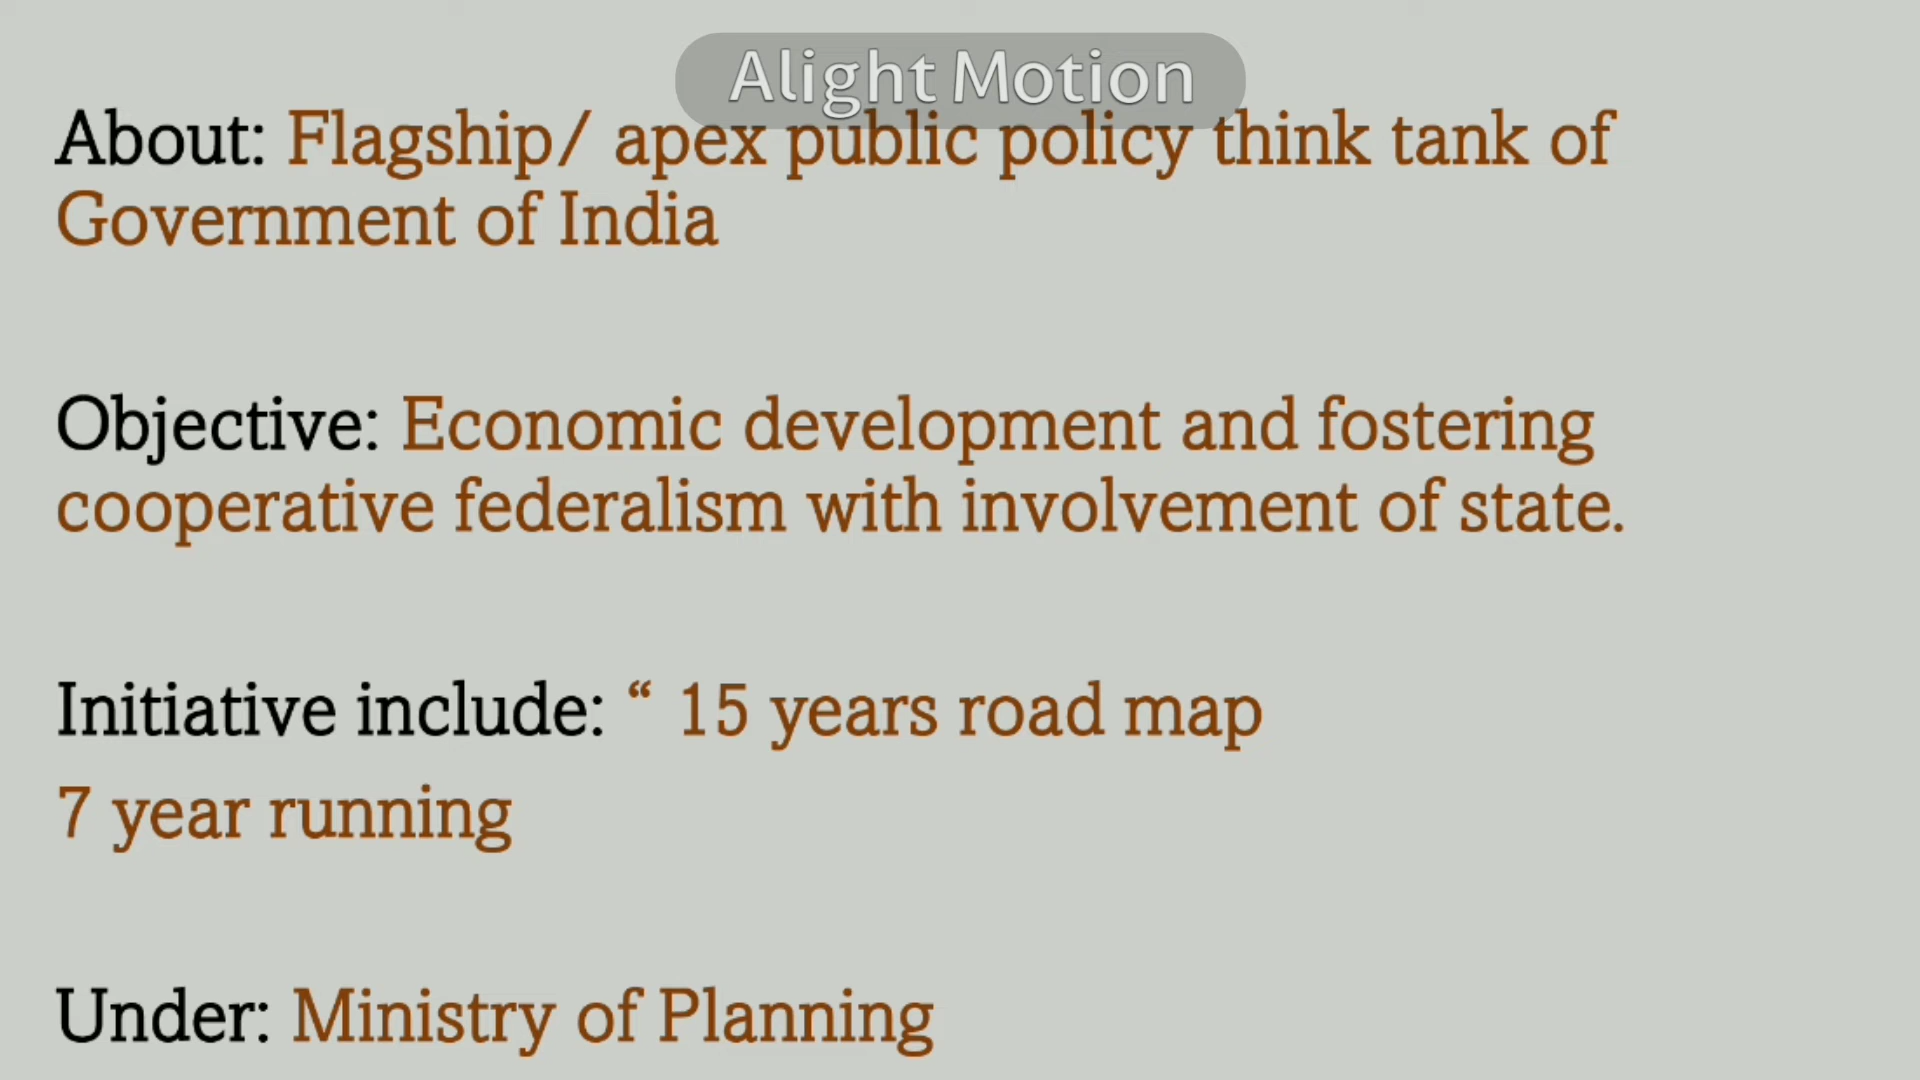 Alight Motion
About: Flagship/ apex public policy think tank of
Government of India
Objective: Economic development and fostering
cooperative federalism with involvement of state.
Initiative include: “ 15 years road map
7 year running
Under: Ministry of Planning